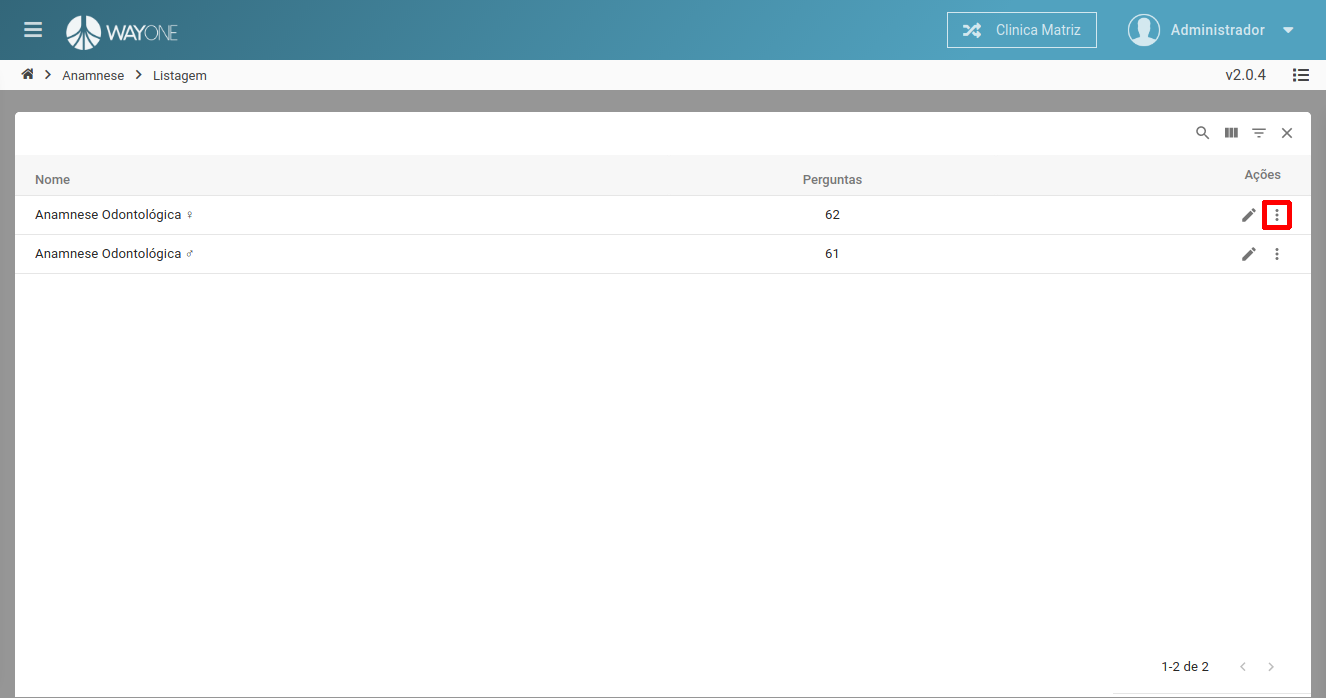 WAYONE
Clinica Matriz
Administrador
Anamnese
Listagem
v2.0.4
Nome
Perguntas
Ações
Anamnese Odontológica ♀
62
Anamnese Odontológica ♂
61
1-2 de 2